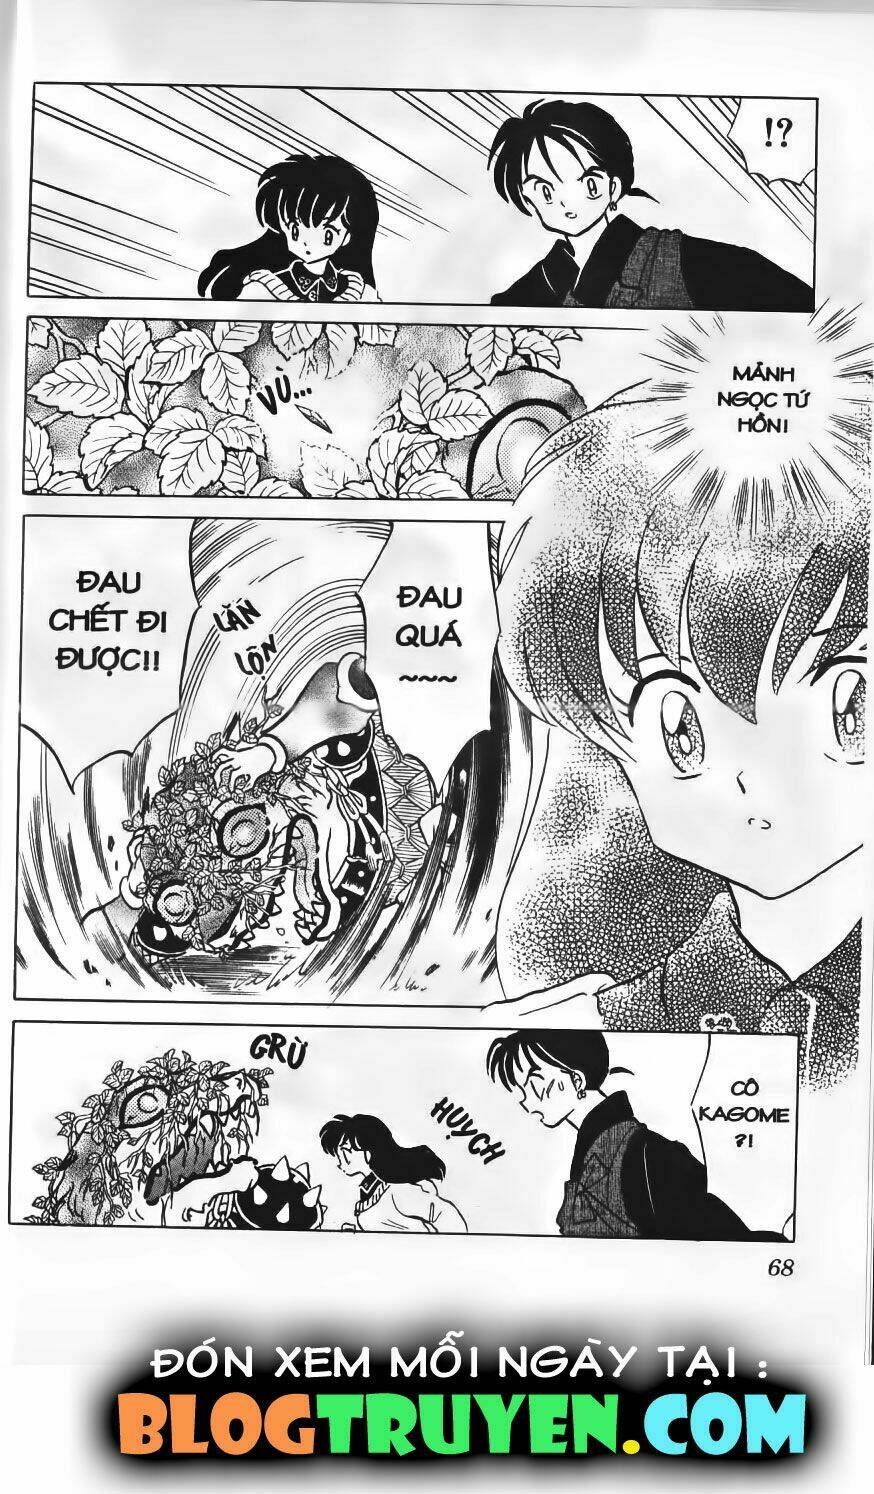 !?
VÙ...
MẢNH
NGỌC TỨ
HỒN!
ĐAU
CHẾT ĐI
ĐƯỢC!!
LĂN
LỘN
ĐAU
QUÁ
~~~
GRỪ
HUỴCH
CÔ
KAGOME
?!
68
ĐÓN XEM MỖI NGÀY TẠI :
BLOGTRUYEN.COM